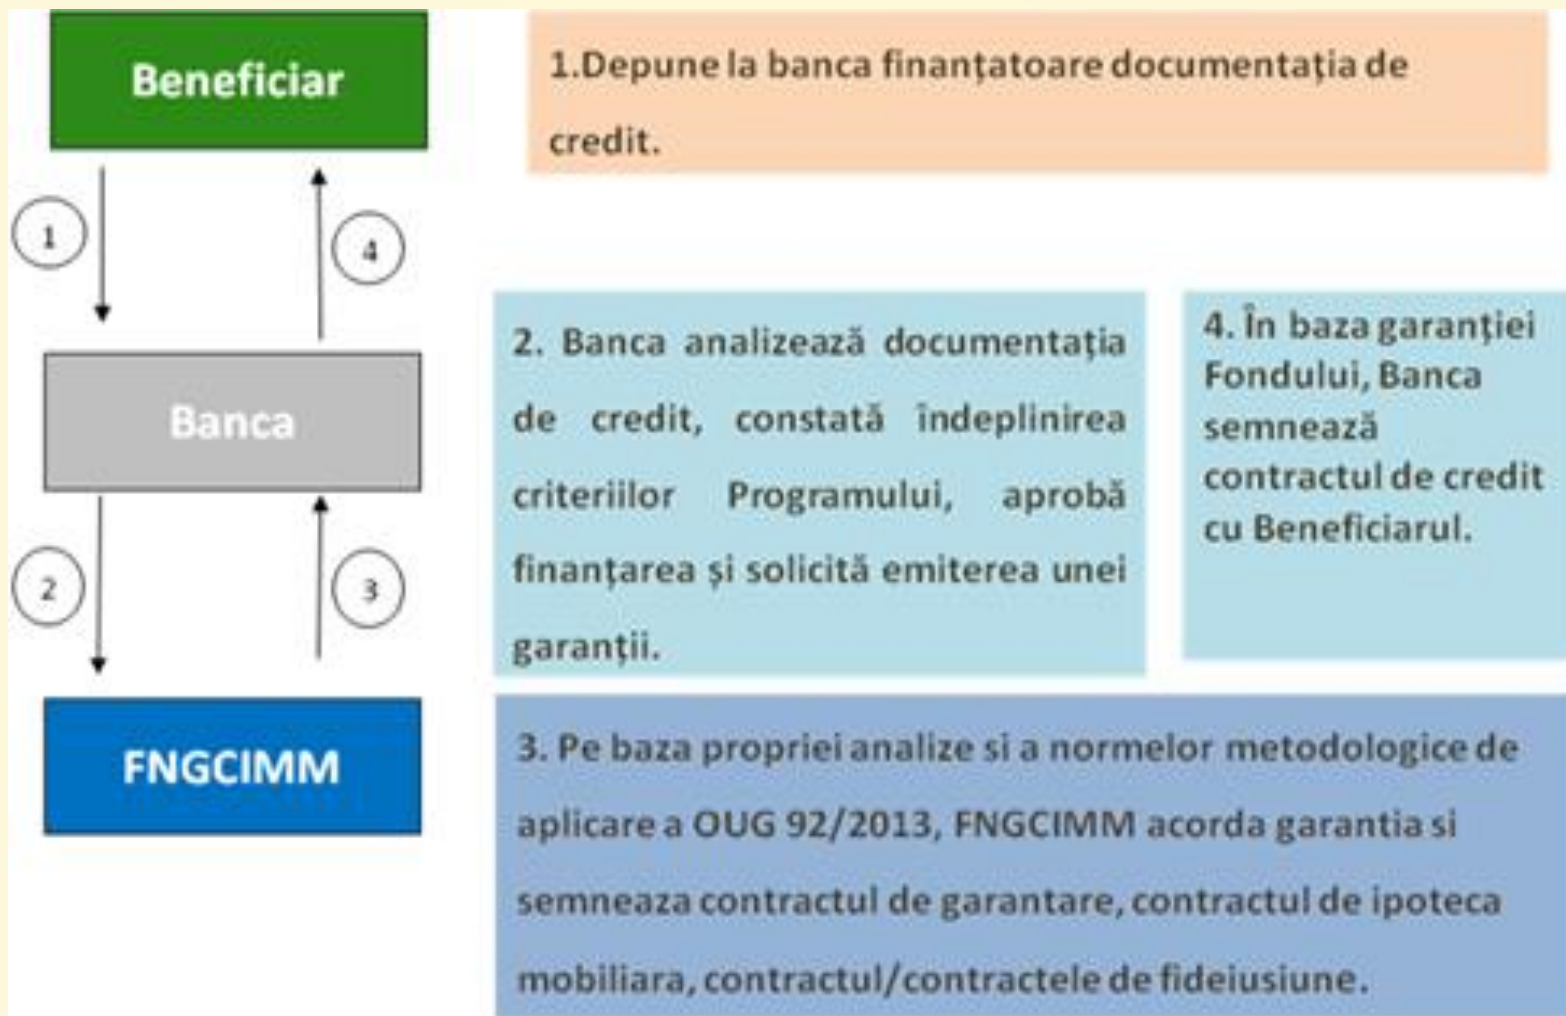 Beneficiar
1.Depune la banca finanțatoare documentația de
credit.
1
4
Banca
2. Banca analizează documentația
de credit, constată îndeplinirea
criteriilor Programului, aprobă
finanțarea și solicită emiterea unei
garanții.
4. În baza garanției
Fondului, Banca
semnează
contractul de credit
cu Beneficiarul.
2
3
FNGCIMM
3. Pe baza propriei analize si a normelor metodologice de
aplicare a OUG 92/2013, FNGCIMM acorda garantia si
semneaza contractul de garantare, contractul de ipoteca
mobiliara, contractul/contractele de fideiusiune.